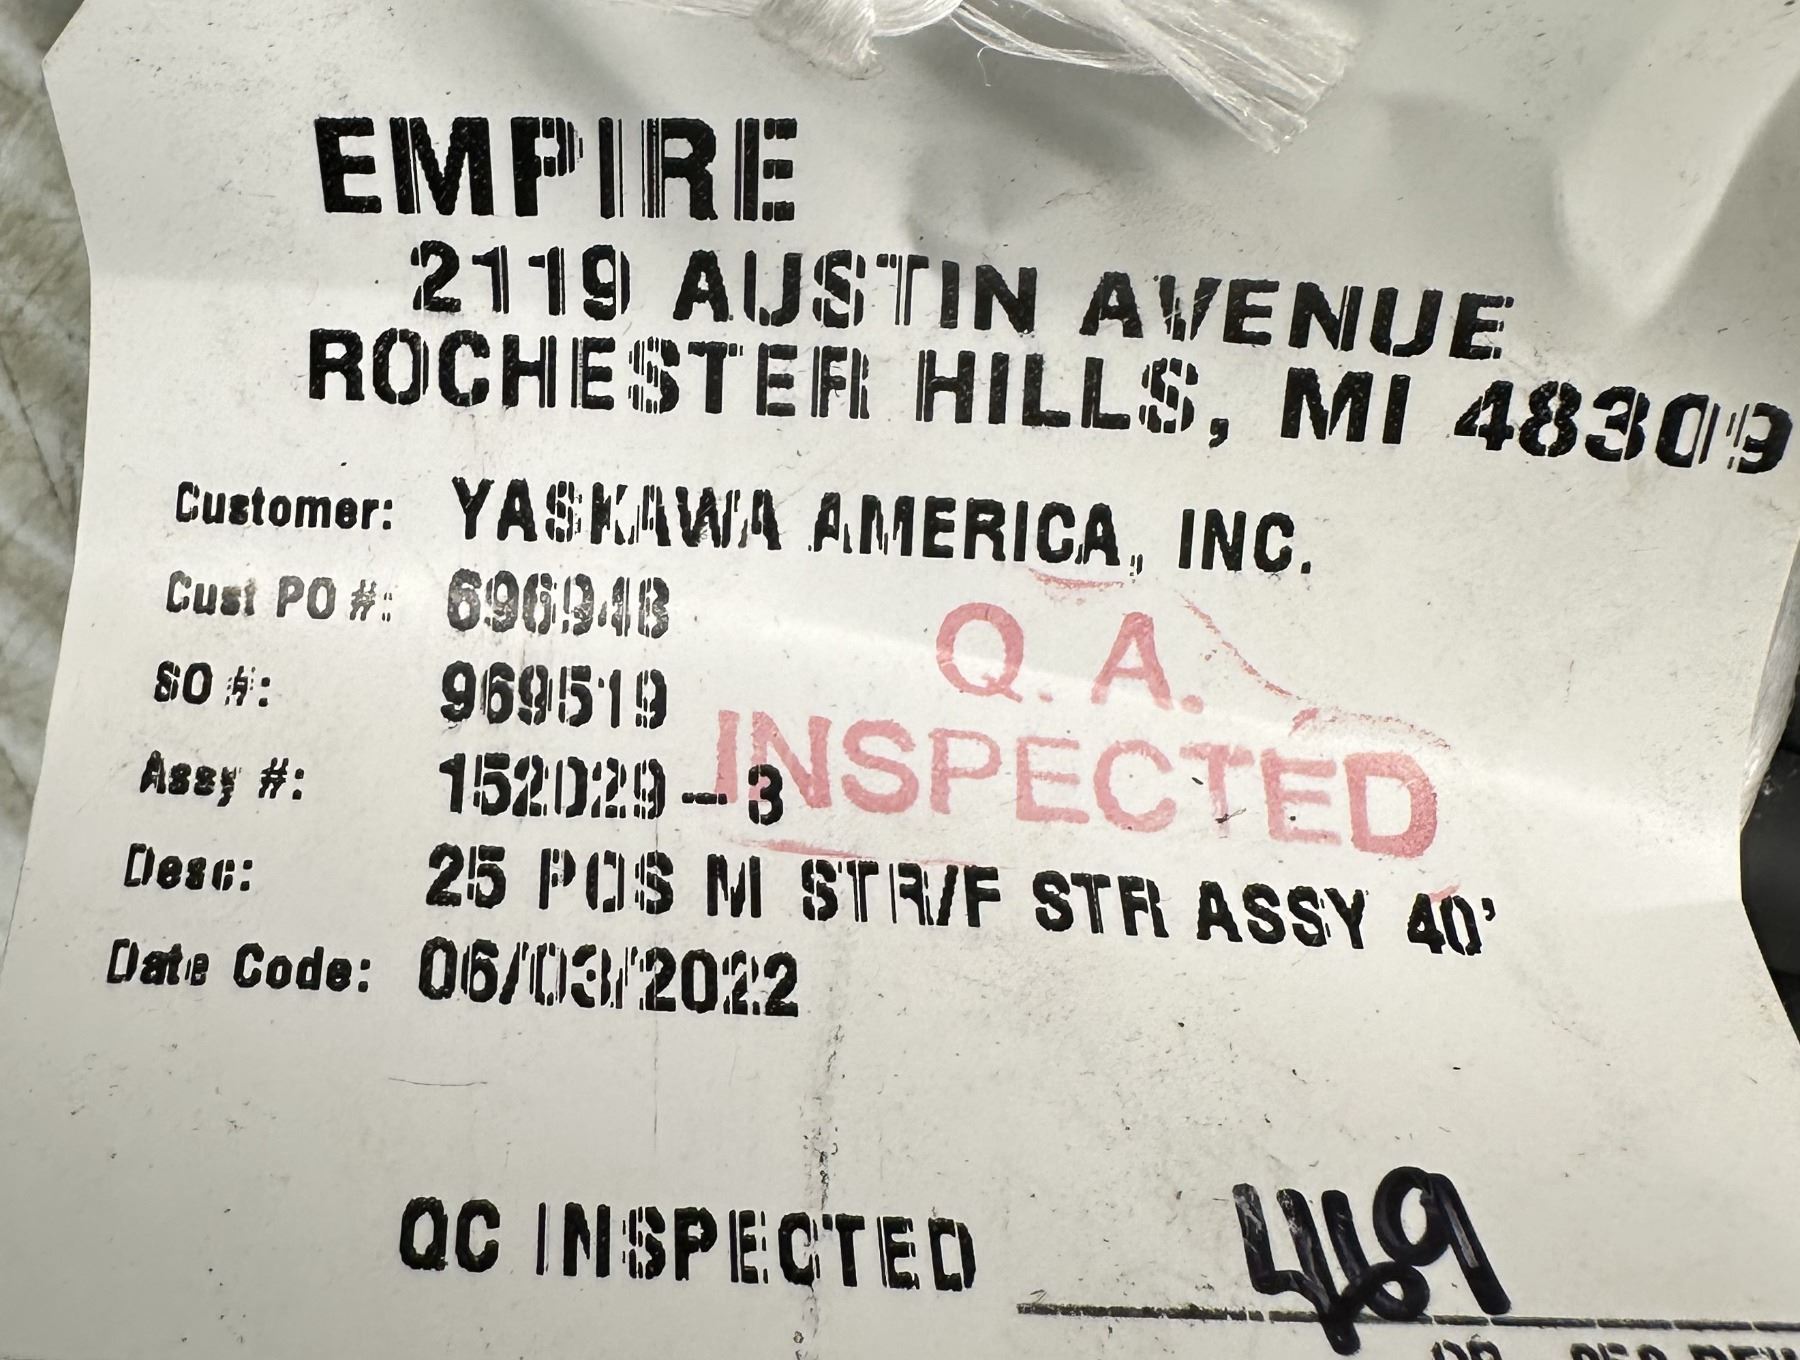 EMPIRE
2119 AUSTIN AVENUE
ROCHESTER HILLS, MI 48309
Customer: YASKAWA AMERICA, INC.
Cust PO #: 696948
SO #: 969519
Q. A.
INSPECTED
Assy #: 152029-3
Desc: 25 POS M STR/F STR ASSY 40'
Date Code: 06/03/2022
QC INSPECTED 469